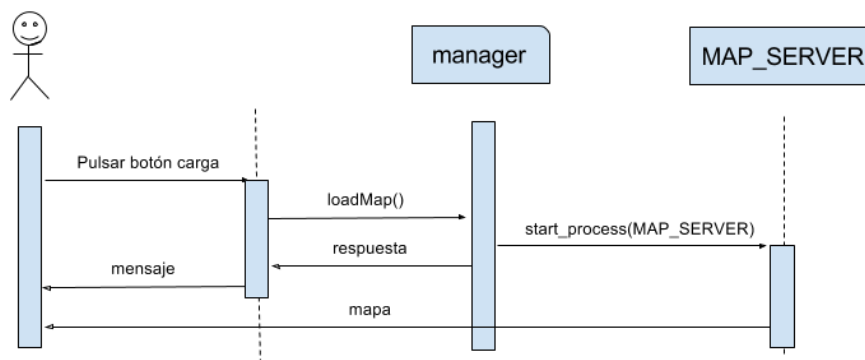 manager
MAP_SERVER
Pulsar botón carga
loadMap()
start_process(MAP_SERVER)
respuesta
mensaje
mapa